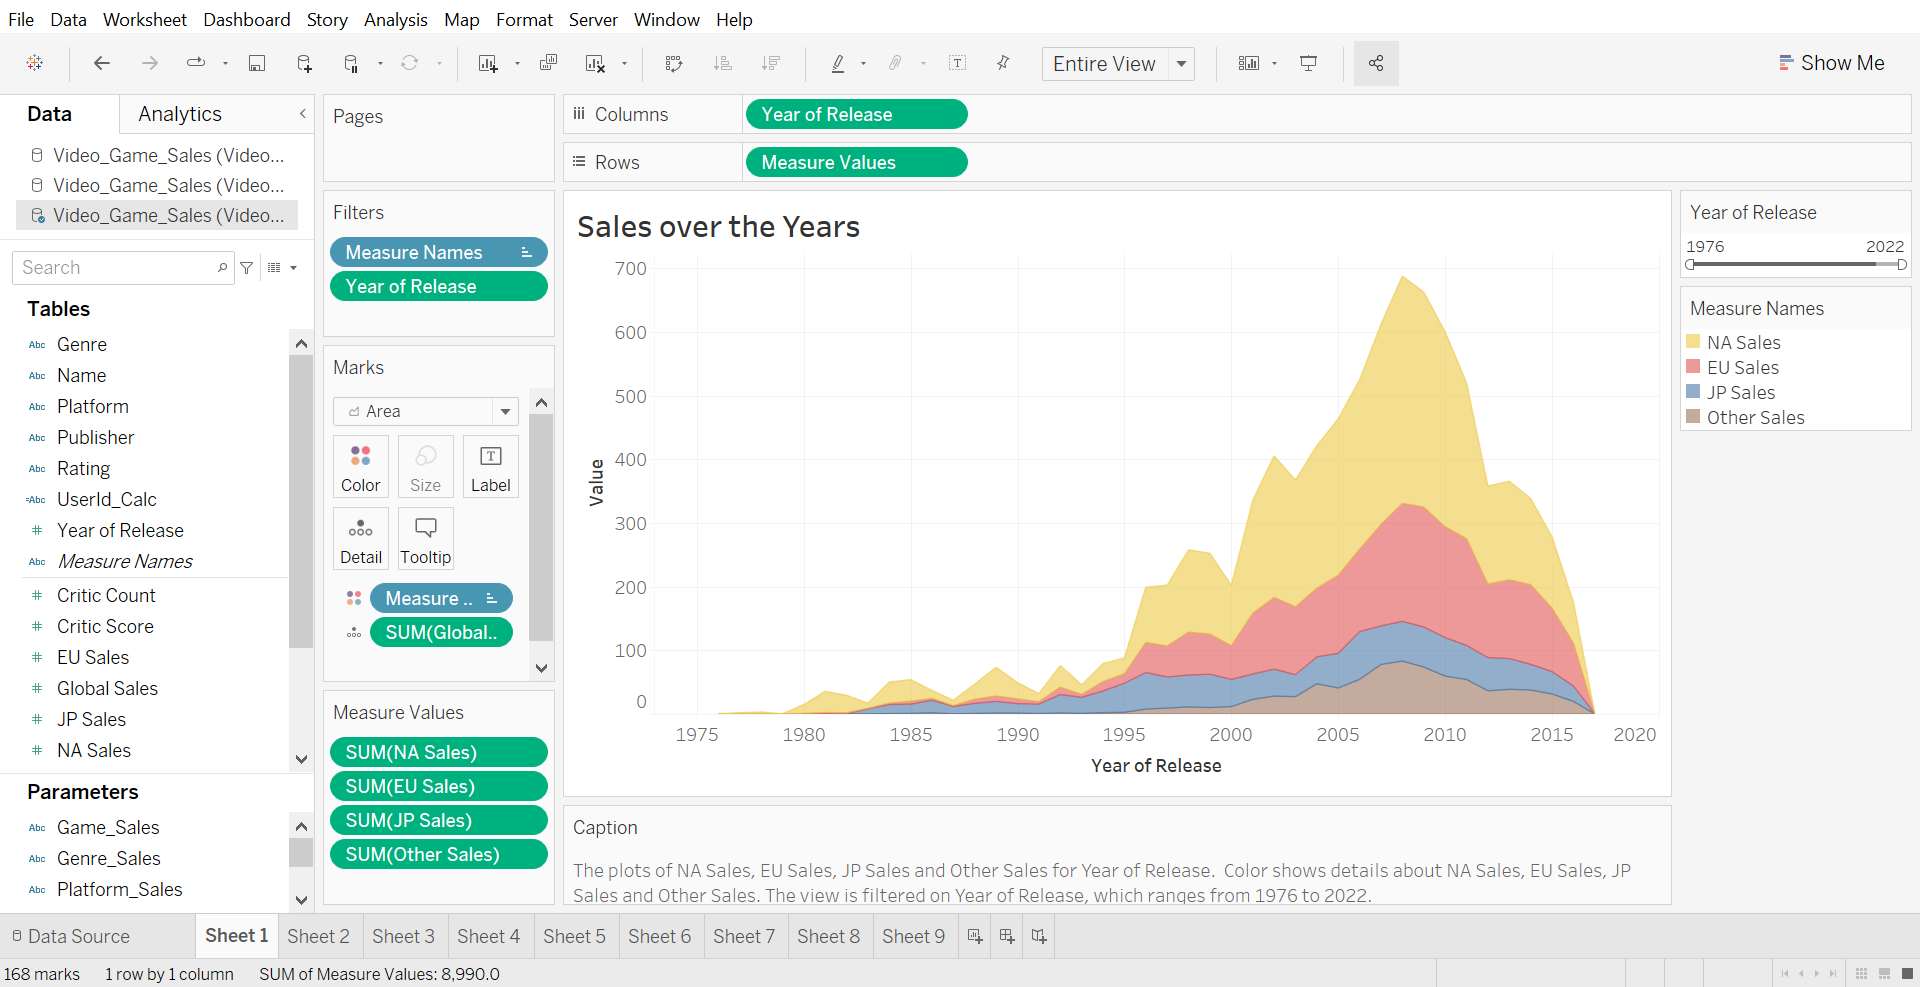 File Data Worksheet Dashboard Story Analysis Map Format Server Window Help
Entire View
Show Me
Data
Analytics
Video_Game_Sales (Video...
Video_Game_Sales (Video...
Video_Game_Sales (Video...
Search
Tables
Abc Genre
Abc Name
Abc Platform
Abc Publisher
Abc Rating
=Abc UserId_Calc
# Year of Release
Abc Measure Names
# Critic Count
# Critic Score
# EU Sales
# Global Sales
# JP Sales
# NA Sales
Parameters
Abc Game_Sales
Abc Genre_Sales
Abc Platform_Sales
Pages
Filters
Measure Names
Year of Release
Marks
Area
Color
Size
Label
Detail
Tooltip
Measure ..
SUM(Global..
Measure Values
SUM(NA Sales)
SUM(EU Sales)
SUM(JP Sales)
SUM(Other Sales)
Columns
Year of Release
Rows
Measure Values
Sales over the Years
700
600
500
400
300
200
100
0
Value
1975 1980 1985 1990 1995 2000 2005 2010 2015 2020
Year of Release
Caption
The plots of NA Sales, EU Sales, JP Sales and Other Sales for Year of Release. Color shows details about NA Sales, EU Sales, JP
Sales and Other Sales. The view is filtered on Year of Release, which ranges from 1976 to 2022.
Year of Release
1976 2022
Measure Names
NA Sales
EU Sales
JP Sales
Other Sales
Data Source
Sheet 1
Sheet 2
Sheet 3
Sheet 4
Sheet 5
Sheet 6
Sheet 7
Sheet 8
Sheet 9
168 marks
1 row by 1 column
SUM of Measure Values: 8,990.0